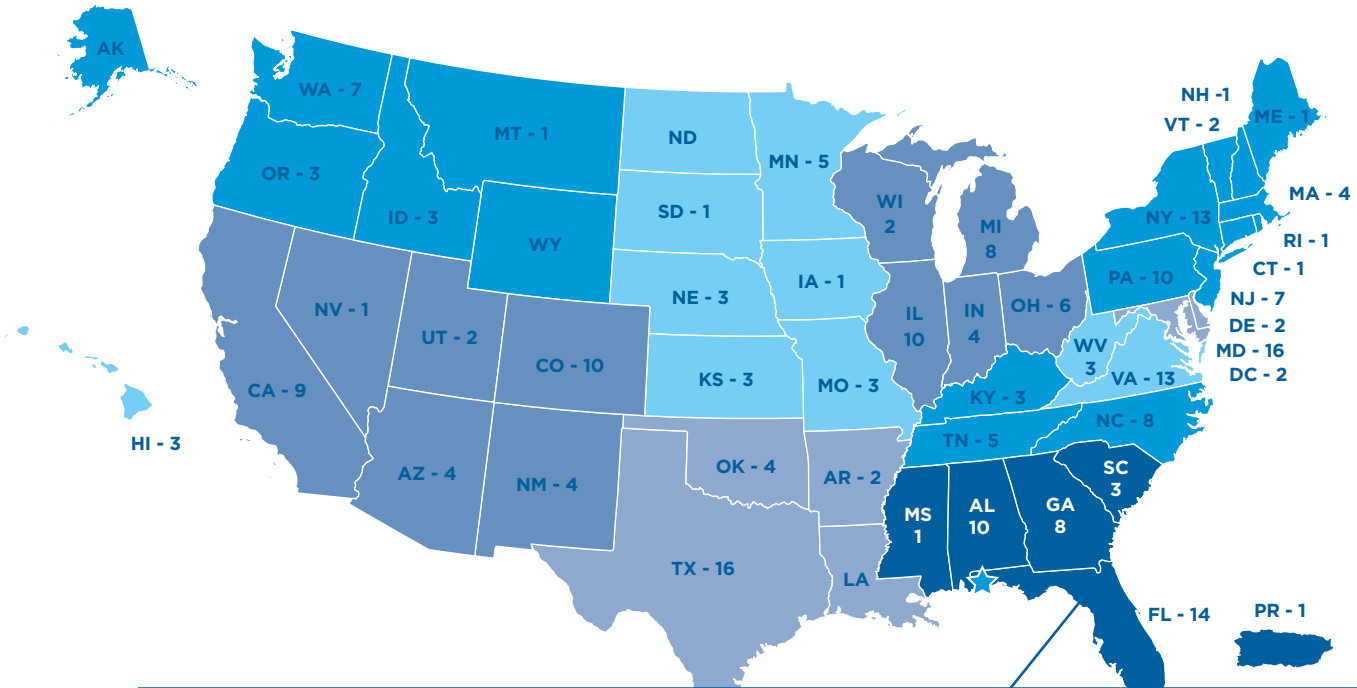 AK
WA - 7
MT - 1
ND
MN - 5
NH -1
VT - 2
ME - 1
OR - 3
ID - 3
WY
SD - 1
WI
2
MI
8
NY - 13
MA - 4
RI - 1
CT - 1
PA - 10
NJ - 7
DE - 2
MD - 16
DC - 2
NV - 1
UT - 2
CO - 10
NE - 3
IA - 1
IL
10
IN
4
OH - 6
WV
3
VA - 13
CA - 9
KS - 3
MO - 3
KY - 3
NC - 8
TN - 5
HI - 3
AZ - 4
NM - 4
OK - 4
AR - 2
SC
3
MS
1
AL
10
GA
8
TX - 16
LA
FL - 14
PR - 1